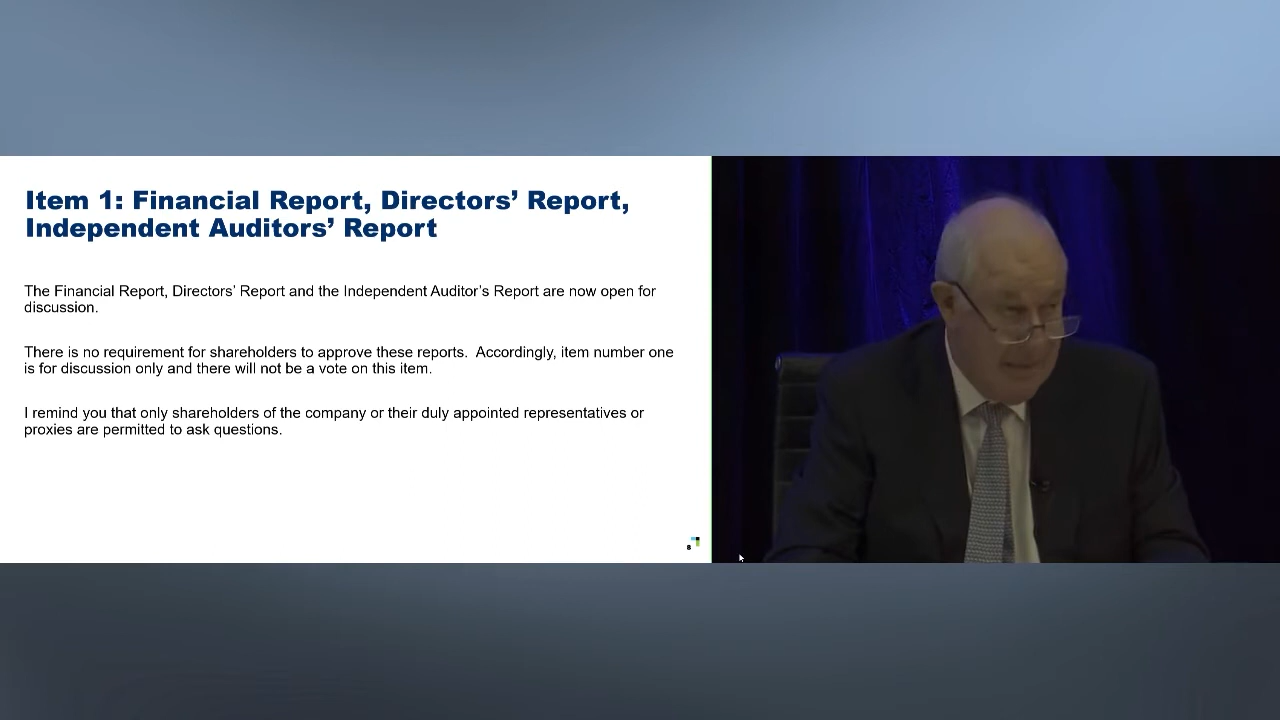 Item 1: Financial Report, Directors’ Report,
Independent Auditors’ Report
The Financial Report, Directors’ Report and the Independent Auditor’s Report are now open for
discussion.
There is no requirement for shareholders to approve these reports.  Accordingly, item number one
is for discussion only and there will not be a vote on this item.
I remind you that only shareholders of the company or their duly appointed representatives or
proxies are permitted to ask questions.
8